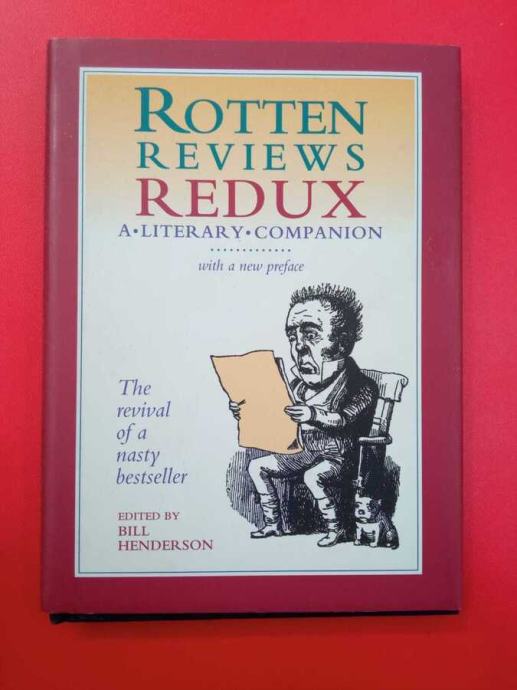 ROTTEN
REVIEWS
REDUX
A•LITERARY•COMPANION
with a new preface
The
revival
of a
nasty
bestseller
EDITED BY
BILL
HENDERSON